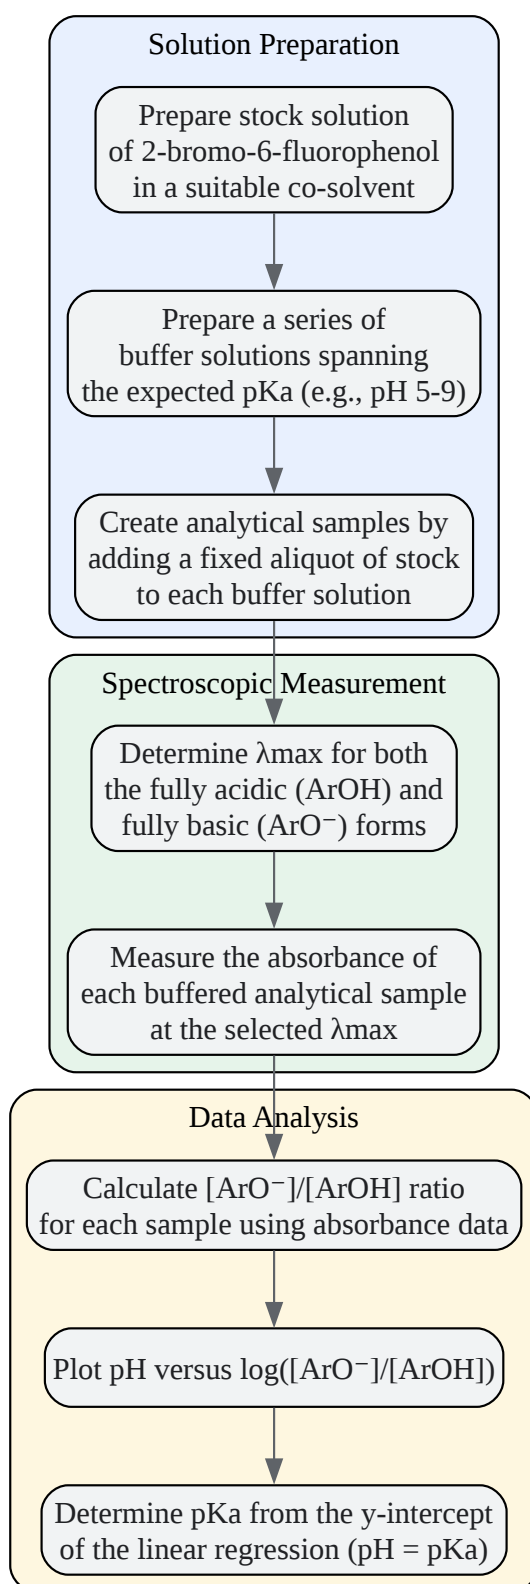 Solution Preparation
Prepare stock solution
of 2-bromo-6-fluorophenol
in a suitable co-solvent
Prepare a series of
buffer solutions spanning
the expected pKa (e.g., pH 5-9)
Create analytical samples by
adding a fixed aliquot of stock
to each buffer solution
Spectroscopic Measurement
Determine λmax for both
the fully acidic (ArOH) and
fully basic (ArO⁻) forms
Measure the absorbance of
each buffered analytical sample
at the selected λmax
Data Analysis
Calculate [ArO⁻]/[ArOH] ratio
for each sample using absorbance data
Plot pH versus log([ArO⁻]/[ArOH])
Determine pKa from the y-intercept
of the linear regression (pH = pKa)